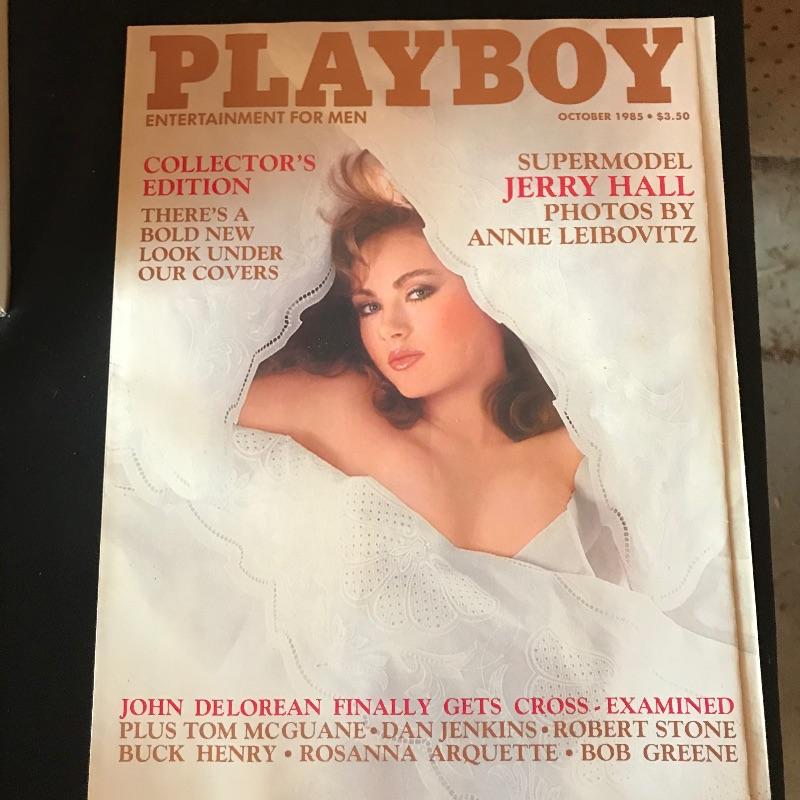 PLAYBOY
ENTERTAINMENT FOR MEN
OCTOBER 1985 • $3.50
COLLECTOR'S
EDITION
THERE'S A
BOLD NEW
LOOK UNDER
OUR COVERS
SUPERMODEL
JERRY HALL
PHOTOS BY
ANNIE LEIBOVITZ
JOHN DELOREAN FINALLY GETS CROSS-EXAMINED
PLUS TOM MCGUANE • DAN JENKINS • ROBERT STONE
BUCK HENRY • ROSANNA ARQUETTE • BOB GREENE